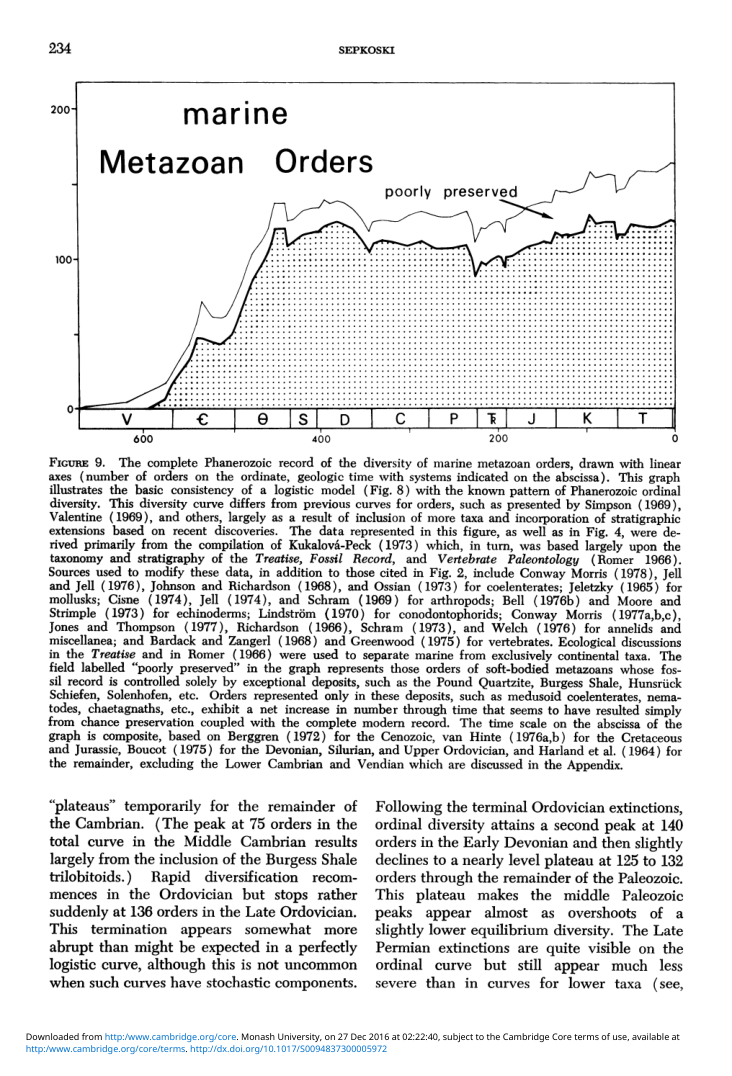 234
SEPKOSKI
200
marine
Metazoan Orders
poorly preserved
100
0
V Є Ɵ S D C P Ꞧ J K T
600 400 200 0
FIGURE 9. The complete Phanerozoic record of the diversity of marine metazoan orders, drawn with linear
axes (number of orders on the ordinate, geologic time with systems indicated on the abscissa). This graph
illustrates the basic consistency of a logistic model (Fig. 8) with the known pattern of Phanerozoic ordinal
diversity. This diversity curve differs from previous curves for orders, such as presented by Simpson (1969),
Valentine (1969), and others, largely as a result of inclusion of more taxa and incorporation of stratigraphic
extensions based on recent discoveries. The data represented in this figure, as well as in Fig. 4, were de-
rived primarily from the compilation of Kukalová-Peck (1973) which, in turn, was based largely upon the
taxonomy and stratigraphy of the Treatise, Fossil Record, and Vertebrate Paleontology (Romer 1966).
Sources used to modify these data, in addition to those cited in Fig. 2, include Conway Morris (1978), Jell
and Jell (1976), Johnson and Richardson (1968), and Ossian (1973) for coelenterates; Jeletzky (1965) for
mollusks; Cisne (1974), Jell (1974), and Schram (1969) for arthropods; Bell (1976b) and Moore and
Strimple (1973) for echinoderms; Lindström (1970) for conodontophorids; Conway Morris (1977a,b,c),
Jones and Thompson (1977), Richardson (1966), Schram (1973), and Welch (1976) for annelids and
miscellanea; and Bardack and Zangerl (1968) and Greenwood (1975) for vertebrates. Ecological discussions
in the Treatise and in Romer (1966) were used to separate marine from exclusively continental taxa. The
field labelled "poorly preserved" in the graph represents those orders of soft-bodied metazoans whose fos-
sil record is controlled solely by exceptional deposits, such as the Pound Quartzite, Burgess Shale, Hunsrück
Schiefen, Solenhofen, etc. Orders represented only in these deposits, such as medusoid coelenterates, nema-
todes, chaetagnaths, etc., exhibit a net increase in number through time that seems to have resulted simply
from chance preservation coupled with the complete modern record. The time scale on the abscissa of the
graph is composite, based on Berggren (1972) for the Cenozoic, van Hinte (1976a,b) for the Cretaceous
and Jurassic, Boucot (1975) for the Devonian, Silurian, and Upper Ordovician, and Harland et al. (1964) for
the remainder, excluding the Lower Cambrian and Vendian which are discussed in the Appendix.
"plateaus" temporarily for the remainder of
the Cambrian. (The peak at 75 orders in the
total curve in the Middle Cambrian results
largely from the inclusion of the Burgess Shale
trilobitoids.) Rapid diversification recom-
mences in the Ordovician but stops rather
suddenly at 136 orders in the Late Ordovician.
This termination appears somewhat more
abrupt than might be expected in a perfectly
logistic curve, although this is not uncommon
when such curves have stochastic components.
Following the terminal Ordovician extinctions,
ordinal diversity attains a second peak at 140
orders in the Early Devonian and then slightly
declines to a nearly level plateau at 125 to 132
orders through the remainder of the Paleozoic.
This plateau makes the middle Paleozoic
peaks appear almost as overshoots of a
slightly lower equilibrium diversity. The Late
Permian extinctions are quite visible on the
ordinal curve but still appear much less
severe than in curves for lower taxa (see,
Downloaded from http:/www.cambridge.org/core. Monash University, on 27 Dec 2016 at 02:22:40, subject to the Cambridge Core terms of use, available at
http:/www.cambridge.org/core/terms. http://dx.doi.org/10.1017/S0094837300005972